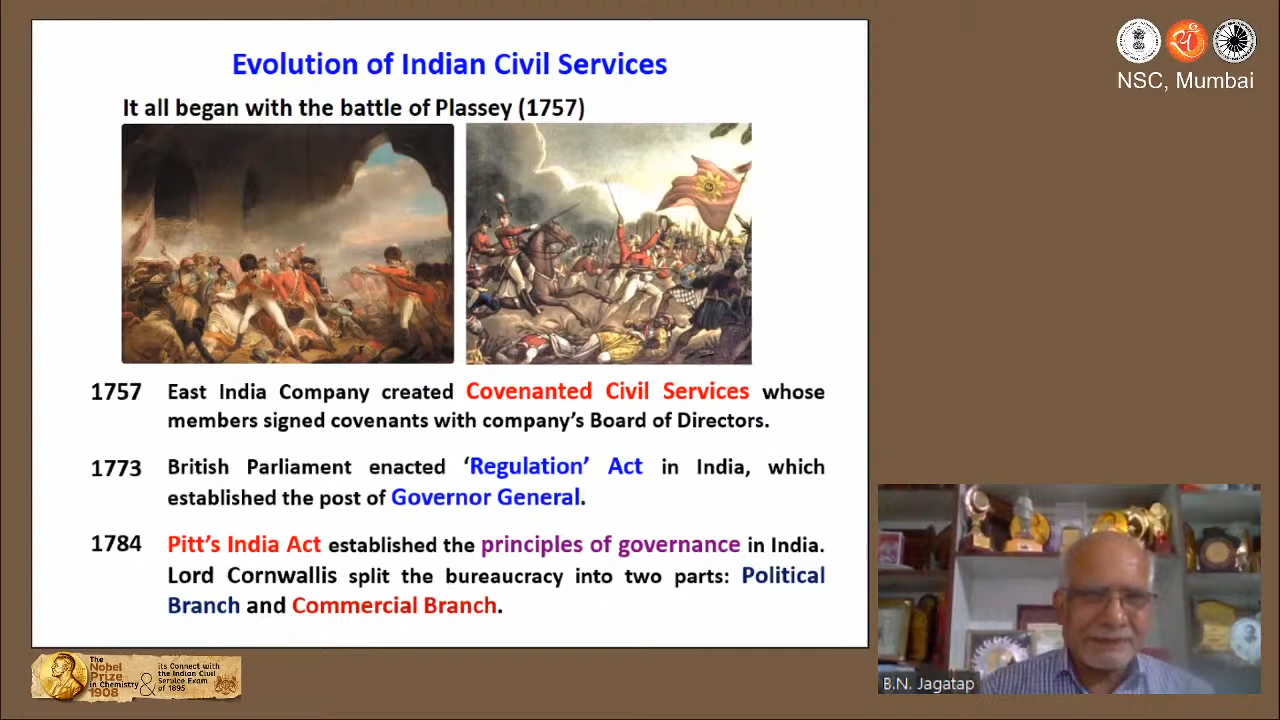 Evolution of Indian Civil Services
It all began with the battle of Plassey (1757)
1757 East India Company created Covenanted Civil Services whose
members signed covenants with company's Board of Directors.
1773 British Parliament enacted ‘Regulation’ Act in India, which
established the post of Governor General.
1784 Pitt's India Act established the principles of governance in India.
Lord Cornwallis split the bureaucracy into two parts: Political
Branch and Commercial Branch.
NSC, Mumbai
B.N. Jagatap
The
Nobel
Prize
in Chemistry
1908
&
its Connect with
the Indian Civil
Service Exam
of 1895